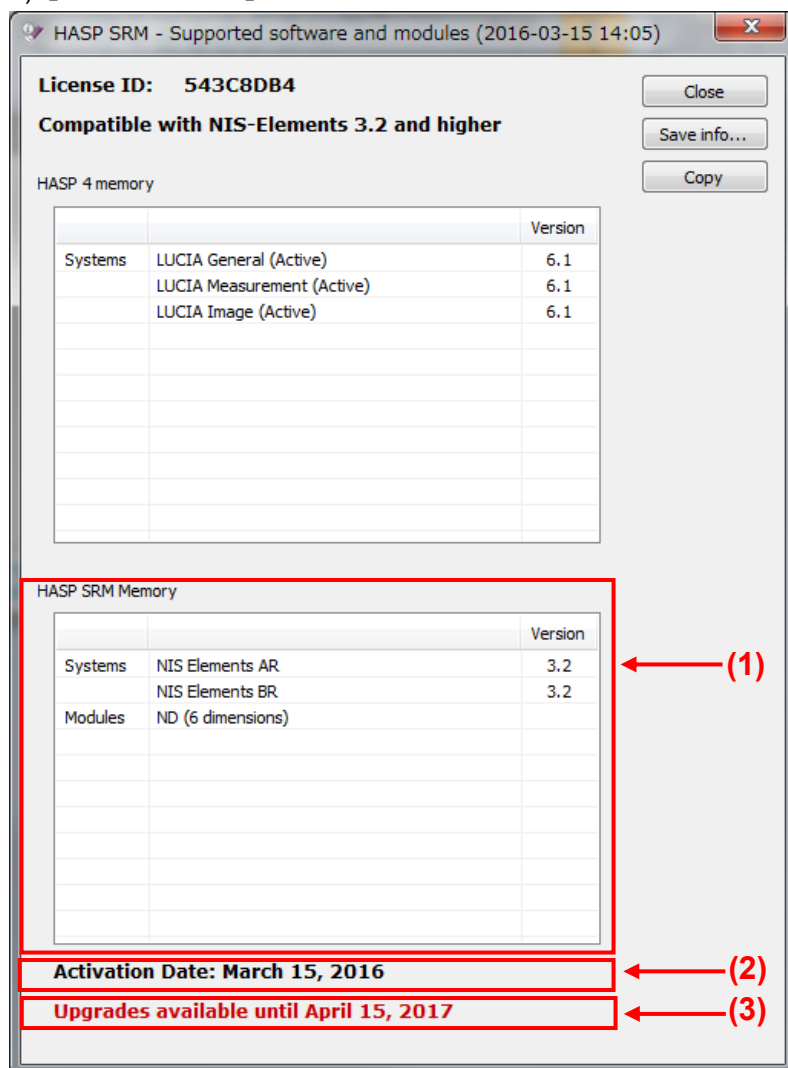 HASP SRM - Supported software and modules (2016-03-15 14:05)
License ID: 543C8DB4
Close
Compatible with NIS-Elements 3.2 and higher
Save info...
HASP 4 memory
Copy
Version
Systems LUCIA General (Active) 6.1
LUCIA Measurement (Active) 6.1
LUCIA Image (Active) 6.1
HASP SRM Memory
Version
Systems NIS Elements AR 3.2
(1)
NIS Elements BR 3.2
Modules ND (6 dimensions)
Activation Date: March 15, 2016
(2)
Upgrades available until April 15, 2017
(3)